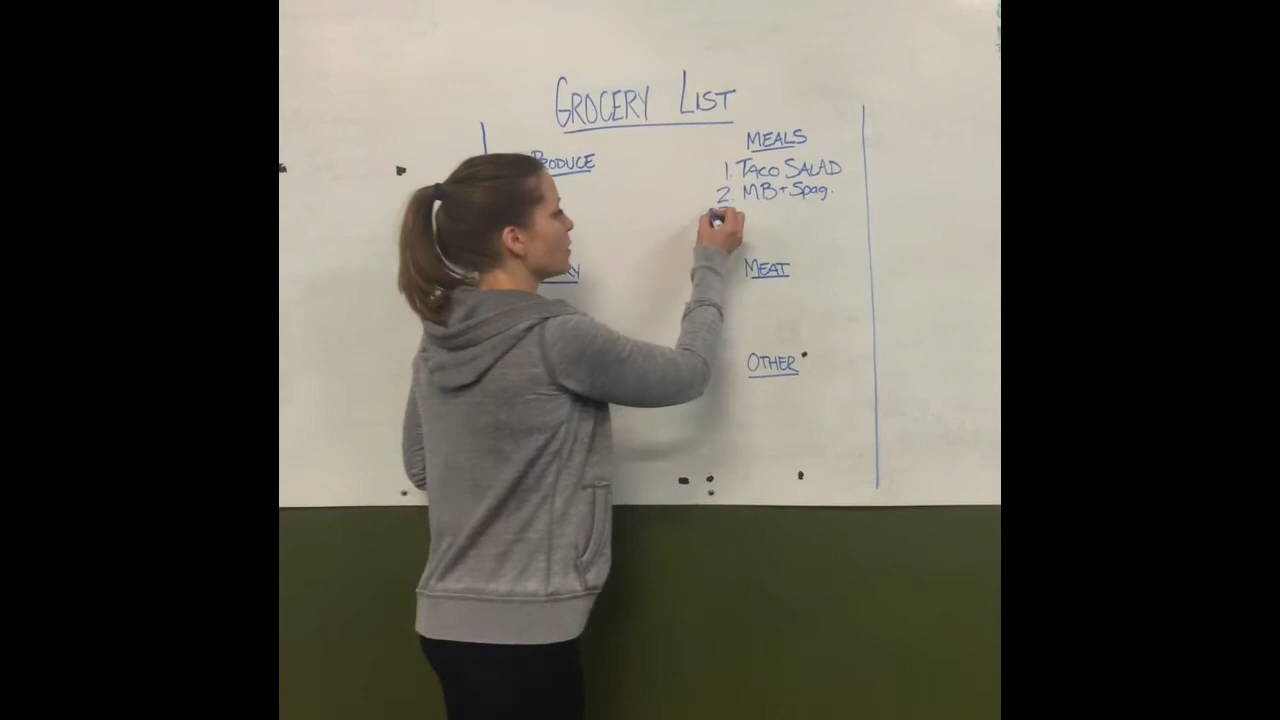 GROCERY LIST
PRODUCE
MEALS
1. TACO SALAD
2. MB + Spag.
MEAT
OTHER